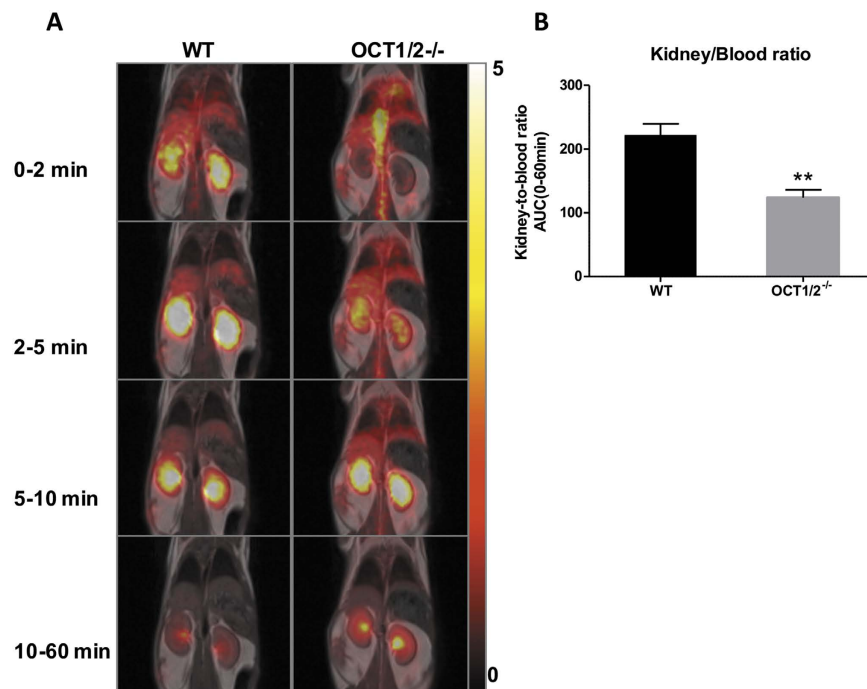 A
WT
OCT1/2-/-
5
0-2 min
2-5 min
5-10 min
10-60 min
0
B
Kidney/Blood ratio
Kidney-to-blood ratio
AUC(0-60min)
300
200
100
0
**
WT
OCT1/2-/-